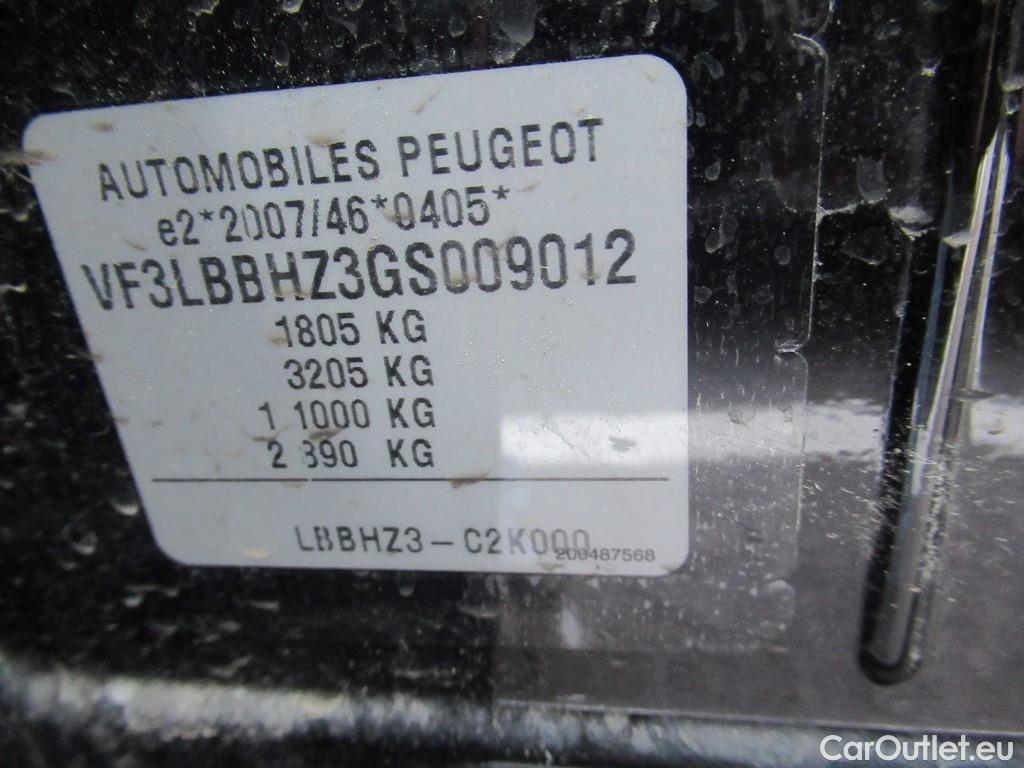 AUTOMOBILES PEUGEOT
e2*2007/46*0405*
VF3LBBHZ3GS009012
1805 KG
3205 KG
1 1000 KG
2 890 KG
LBBHZ3-C2K000
200487568
CarOutlet.eu